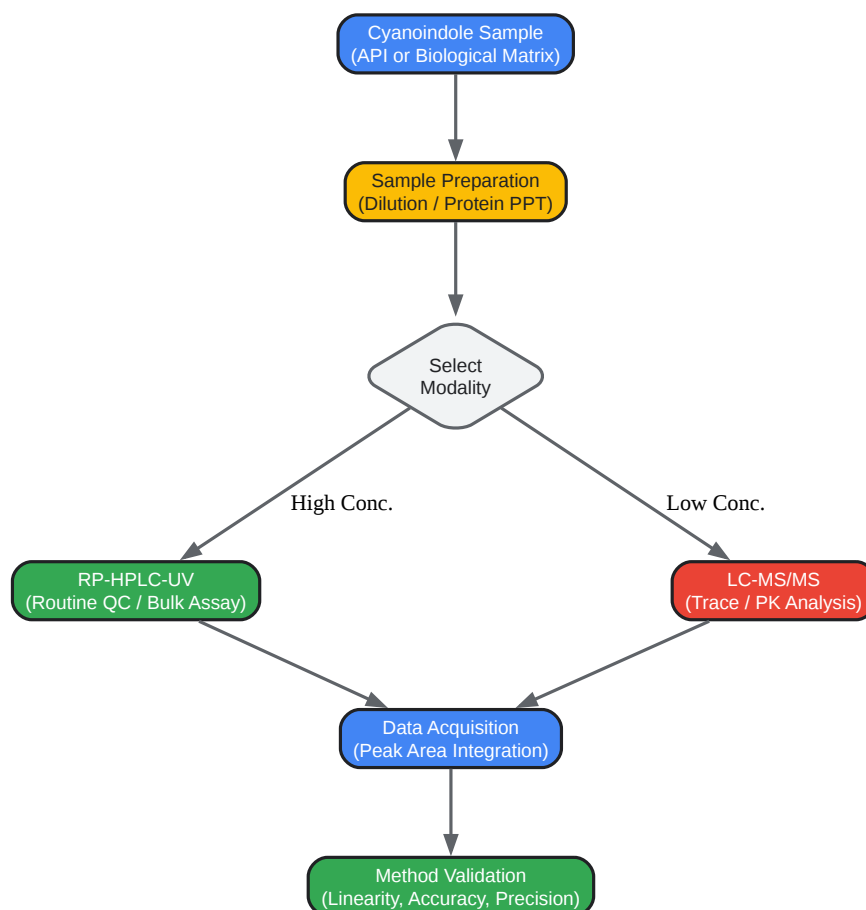 Cyanoindole Sample
(API or Biological Matrix)
Sample Preparation
(Dilution / Protein PPT)
Select
Modality
High Conc.
Low Conc.
RP-HPLC-UV
(Routine QC / Bulk Assay)
LC-MS/MS
(Trace / PK Analysis)
Data Acquisition
(Peak Area Integration)
Method Validation
(Linearity, Accuracy, Precision)